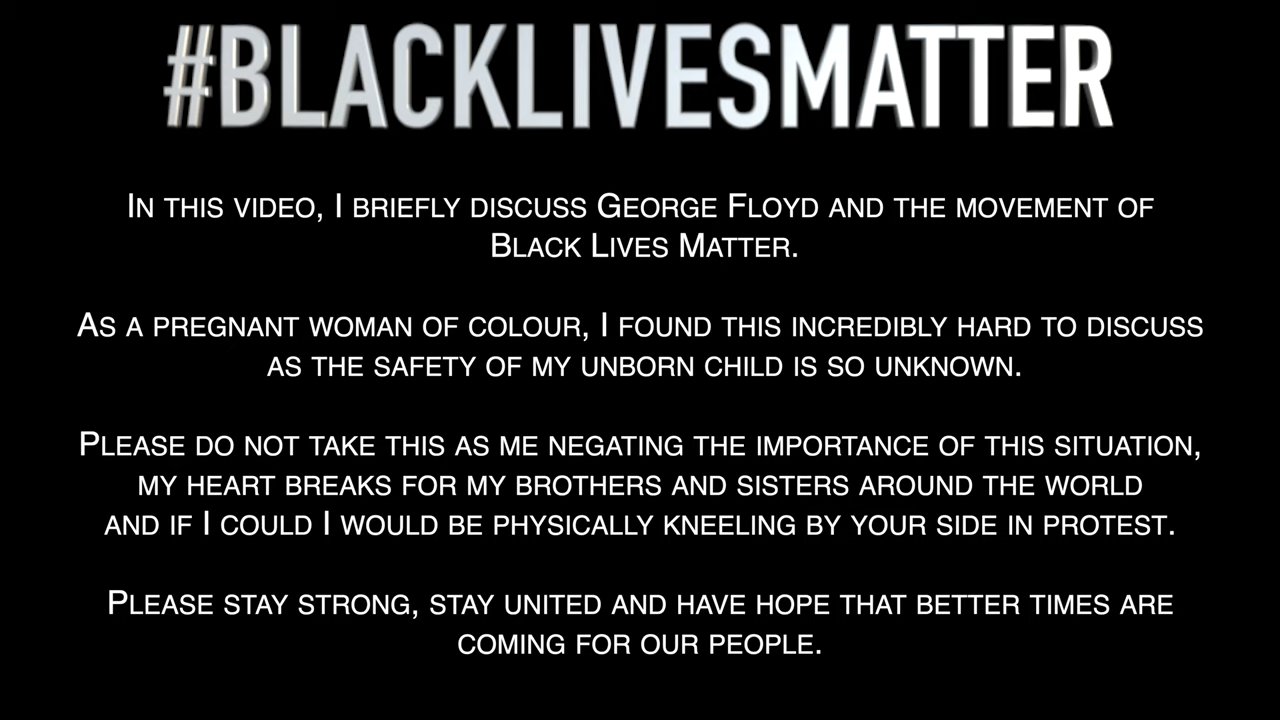 #BLACKLIVESMATTER
In this video, I briefly discuss George Floyd and the movement of
Black Lives Matter.
As a pregnant woman of colour, I found this incredibly hard to discuss
as the safety of my unborn child is so unknown.
Please do not take this as me negating the importance of this situation,
my heart breaks for my brothers and sisters around the world
and if I could I would be physically kneeling by your side in protest.
Please stay strong, stay united and have hope that better times are
coming for our people.